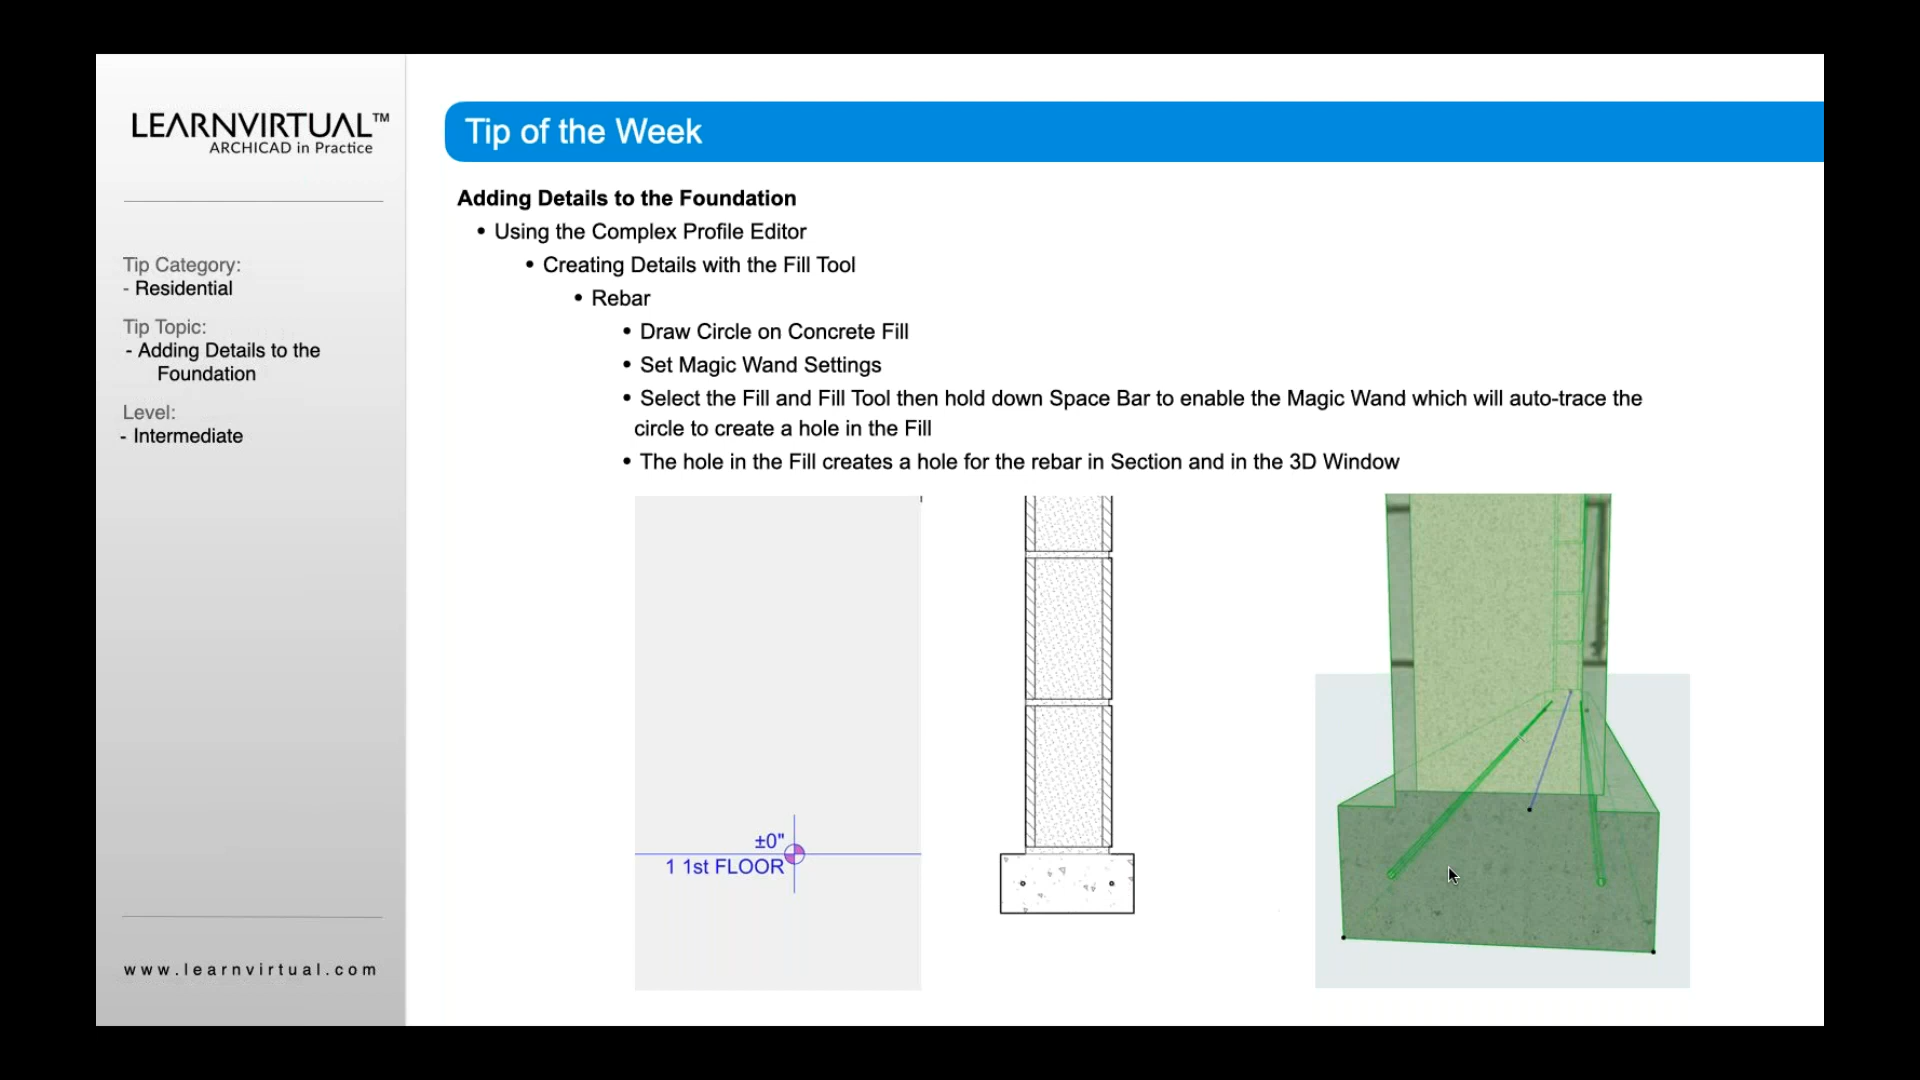 LEARNVIRTUAL™
ARCHICAD in Practice
Tip Category:
- Residential
Tip Topic:
- Adding Details to the
Foundation
Level:
- Intermediate
www.learnvirtual.com
Tip of the Week
Adding Details to the Foundation
• Using the Complex Profile Editor
• Creating Details with the Fill Tool
• Rebar
• Draw Circle on Concrete Fill
• Set Magic Wand Settings
• Select the Fill and Fill Tool then hold down Space Bar to enable the Magic Wand which will auto-trace the
circle to create a hole in the Fill
• The hole in the Fill creates a hole for the rebar in Section and in the 3D Window
±0"
1 1st FLOOR